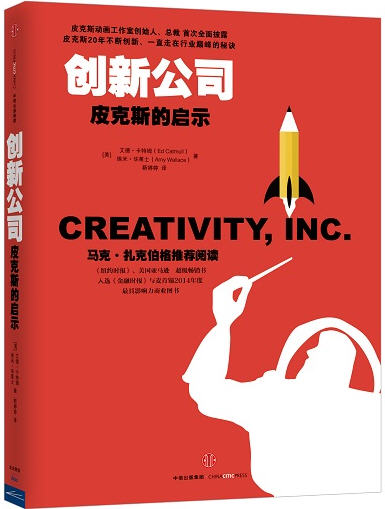 皮克斯动画工作室创始人、总裁 首次全面披露
皮克斯20年不断创新、一直走在行业巅峰的秘诀
创新公司
皮克斯的启示
[美]
艾德·卡特姆（Ed Catmull）
埃米·华莱士（Amy Wallace）
著
靳婷婷 译
CREATIVITY, INC.
马克·扎克伯格推荐阅读
《纽约时报》、美国亚马逊 超级畅销书
入选《金融时报》与麦肯锡2014年度
最具影响力商业图书
中信出版集团
CHINACITICPRESS
创新公司
皮克斯的启示